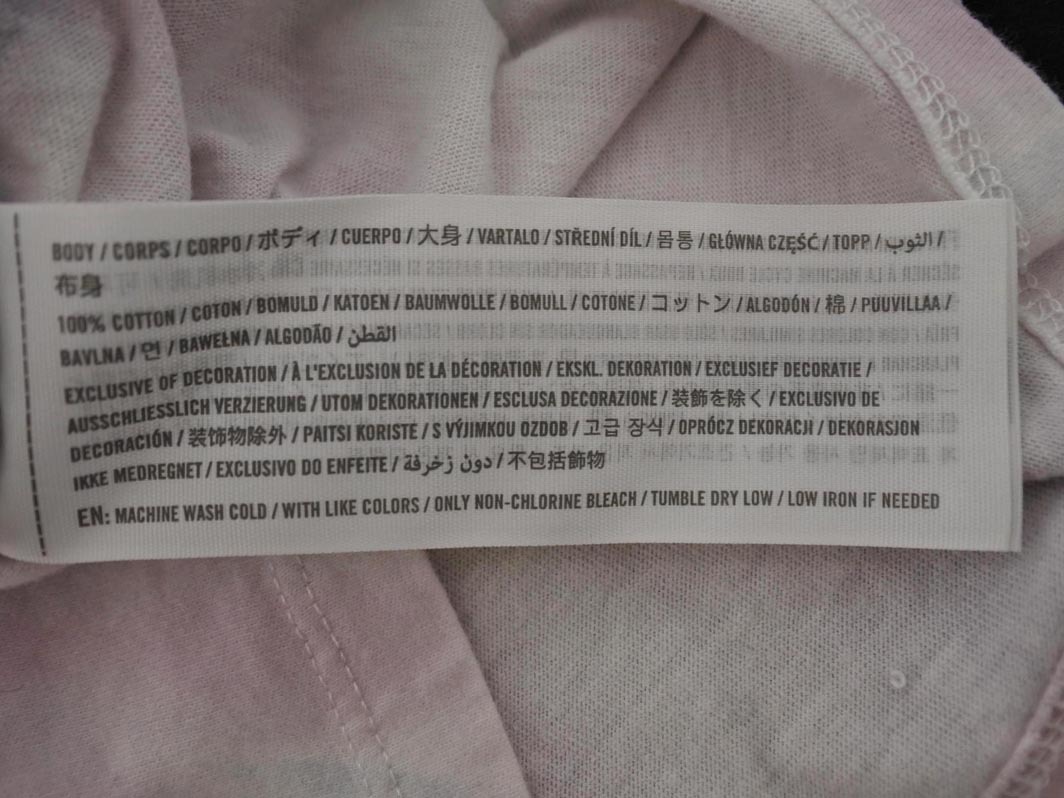 BODY / CORPS / CORPO / ボディ / CUERPO / 大身 / VARTALO / STŘEDNÍ DÍL / 몸통 / GŁÓWNA CZĘŚĆ / TOPP / الثوب /
布身
100% COTTON / COTON / BOMULD / KATOEN / BAUMWOLLE / BOMULL / COTONE / コットン / ALGODÓN / 棉 / PUUVILLAA /
BAVLNA / 면 / BAWEŁNA / ALGODÃO / القطن
EXCLUSIVE OF DECORATION / À L'EXCLUSION DE LA DÉCORATION / EKSKL. DEKORATION / EXCLUSIEF DECORATIE /
AUSSCHLIESSLICH VERZIERUNG / UTOM DEKORATIONEN / ESCLUSA DECORAZIONE / 装飾を除く / EXCLUSIVO DE
DECORACIÓN / 装饰物除外 / PAITSI KORISTE / S VÝJIMKOU OZDOB / 고급 장식 / OPRÓCZ DEKORACJI / DEKORASJON
IKKE MEDREGNET / EXCLUSIVO DO ENFEITE / دون زخرفة / 不包括飾物
EN: MACHINE WASH COLD / WITH LIKE COLORS / ONLY NON-CHLORINE BLEACH / TUMBLE DRY LOW / LOW IRON IF NEEDED